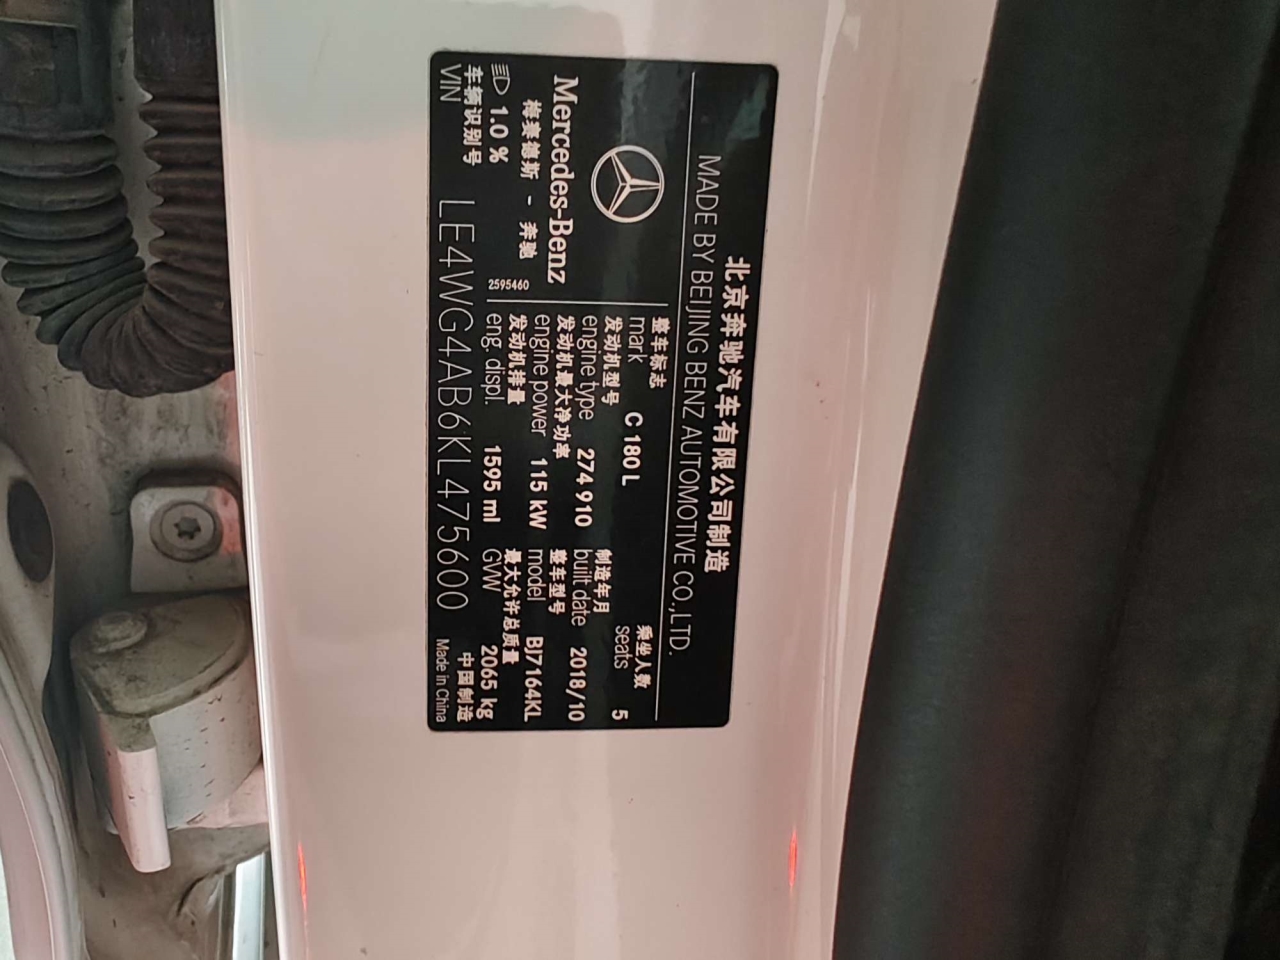 北京奔驰汽车有限公司制造
MADE BY BEIJING BENZ AUTOMOTIVE CO.,LTD.
Mercedes-Benz
梅赛德斯 - 奔驰
1.0 %
2595460
整车标志
mark C 180 L
乘坐人数
seats 5
发动机型号
engine type 274 910
制造年月
built date 2018/10
发动机最大净功率
engine power 115 kW
整车型号
model BJ7164KL
发动机排量
eng. displ. 1595 ml
最大允许总质量
GVW 2065 kg
车辆识别号
VIN LE4WG4AB6KL475600
中国制造
Made in China